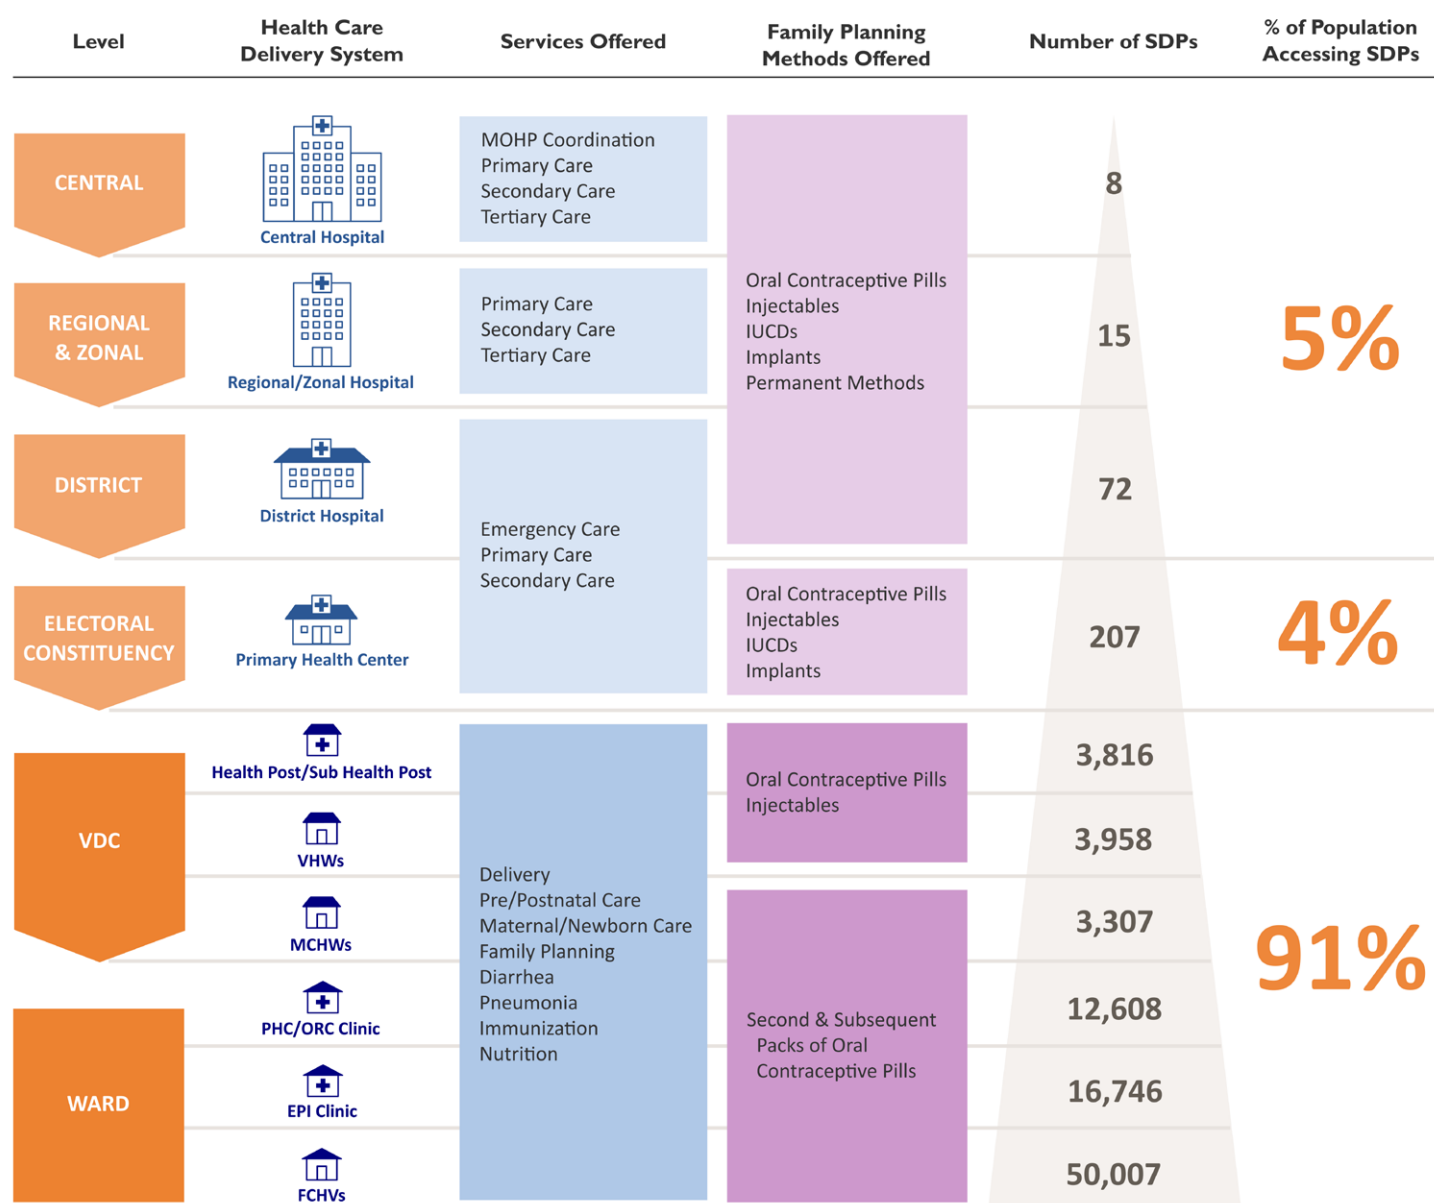 Level
Health Care
Delivery System
Services Offered
Family Planning
Methods Offered
Number of SDPs
% of Population
Accessing SDPs
CENTRAL
Central Hospital
MOHP Coordination
Primary Care
Secondary Care
Tertiary Care
8
REGIONAL
& ZONAL
Regional/Zonal Hospital
Primary Care
Secondary Care
Tertiary Care
Oral Contraceptive Pills
Injectables
IUCDs
Implants
Permanent Methods
15
5%
DISTRICT
District Hospital
Emergency Care
Primary Care
Secondary Care
72
ELECTORAL
CONSTITUENCY
Primary Health Center
Oral Contraceptive Pills
Injectables
IUCDs
Implants
207
4%
VDC
Health Post/Sub Health Post
Oral Contraceptive Pills
Injectables
3,816
VHWs
3,958
MCHWs
3,307
Delivery
Pre/Postnatal Care
Maternal/Newborn Care
Family Planning
Diarrhea
Pneumonia
Immunization
Nutrition
91%
WARD
PHC/ORC Clinic
Second & Subsequent
Packs of Oral
Contraceptive Pills
12,608
EPI Clinic
16,746
FCHVs
50,007